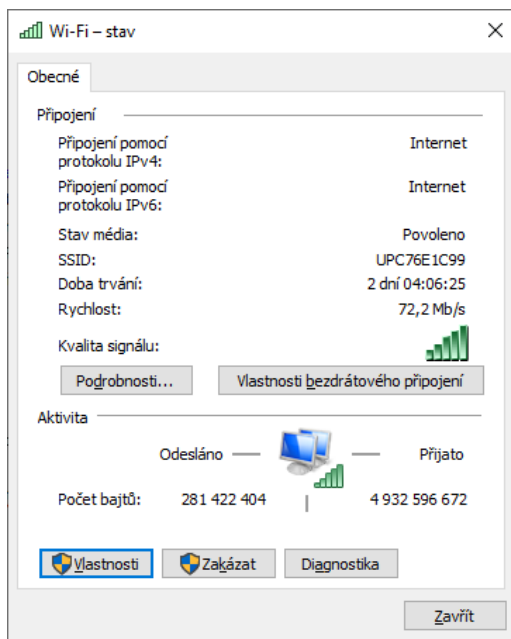 Wi-Fi – stav
Obecné
Připojení
Připojení pomocí
protokolu IPv4:
Internet
Připojení pomocí
protokolu IPv6:
Internet
Stav média: Povoleno
SSID: UPC76E1C99
Doba trvání: 2 dní 04:06:25
Rychlost: 72,2 Mb/s
Kvalita signálu:
Podrobnosti... Vlastnosti bezdrátového připojení
Aktivita
Odesláno — — Přijato
Počet bajtů: 281 422 404 | 4 932 596 672
Vlastnosti Zakázat Diagnostika
Zavřít